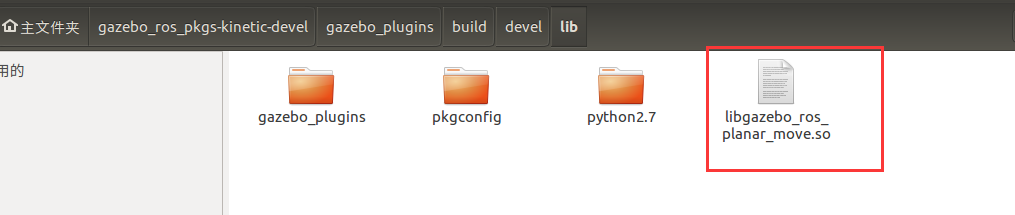 主文件夹 gazebo_ros_pkgs-kinetic-devel gazebo_plugins build devel lib
用的
gazebo_plugins pkgconfig python2.7 libgazebo_ros_
planar_move.so